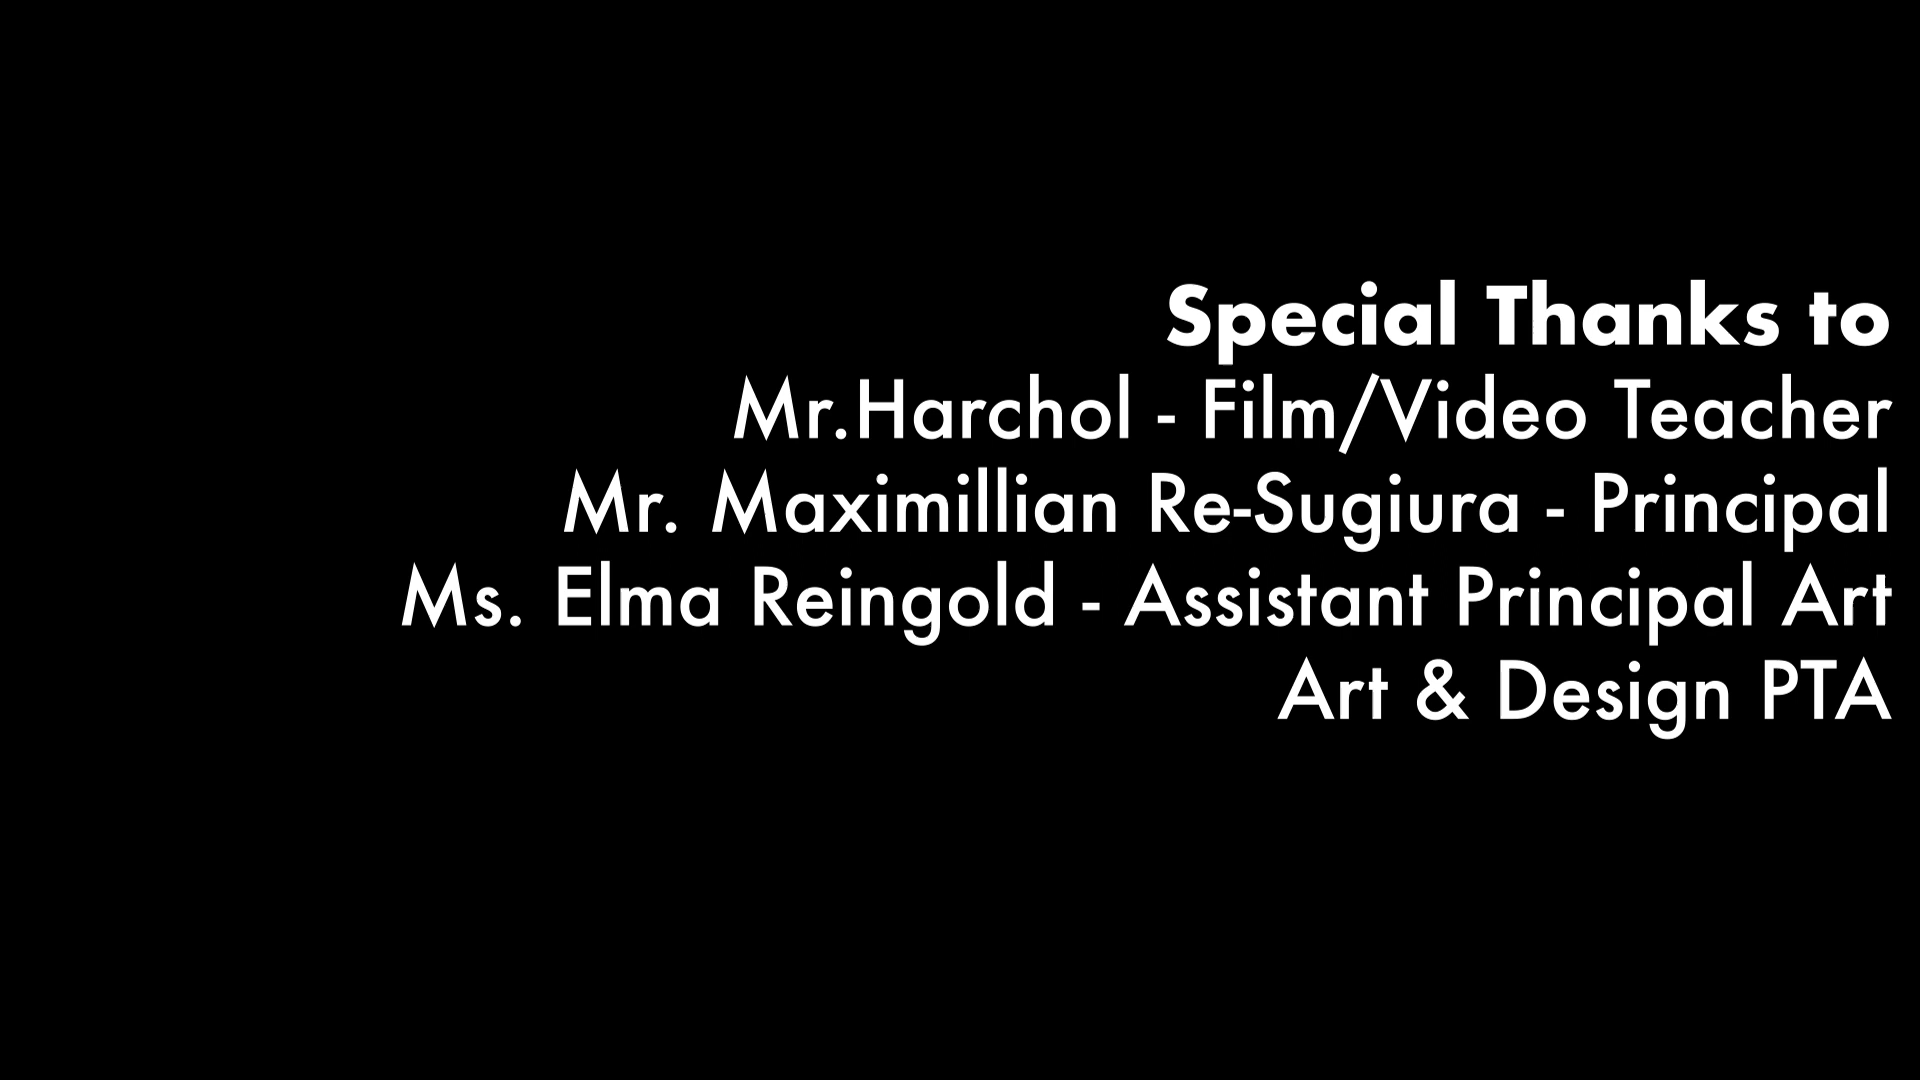 Special Thanks to
Mr.Harchol - Film/Video Teacher
Mr. Maximillian Re-Sugiura - Principal
Ms. Elma Reingold - Assistant Principal Art
Art & Design PTA